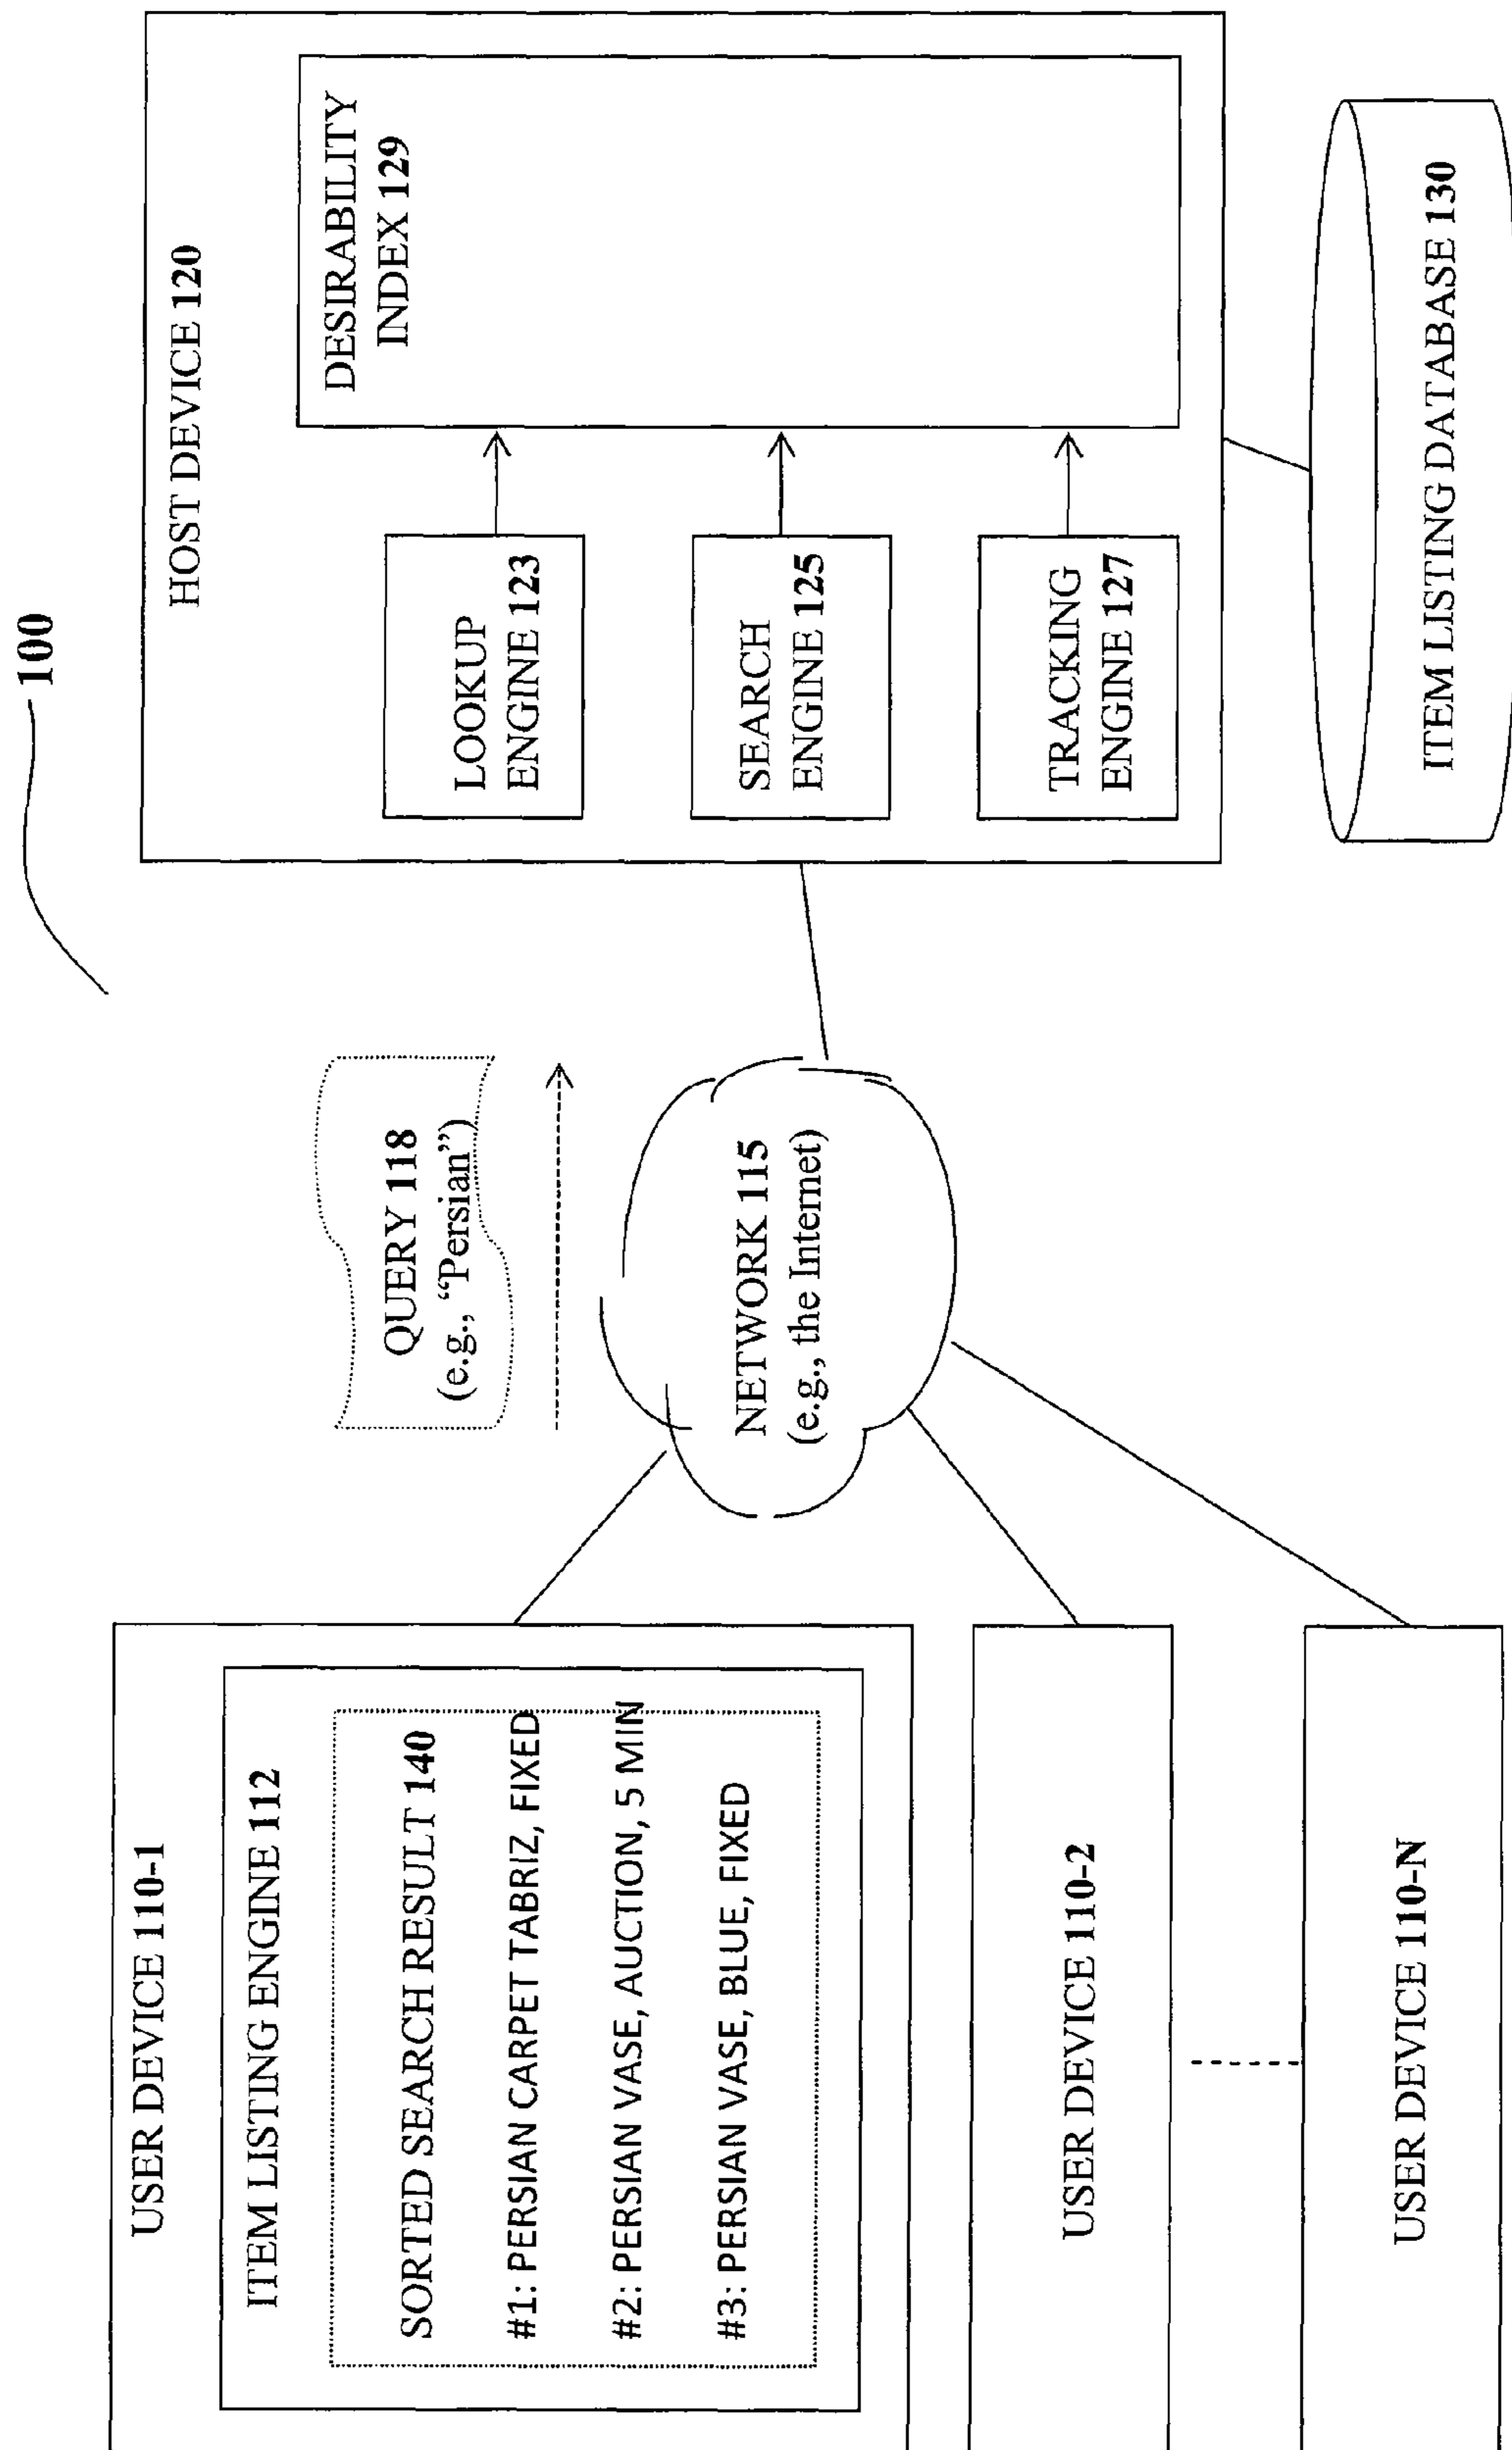 100
USER DEVICE 110-1
ITEM LISTING ENGINE 112
SORTED SEARCH RESULT 140
#1: PERSIAN CARPET TABRIZ, FIXED
#2: PERSIAN VASE, AUCTION, 5 MIN
#3: PERSIAN VASE, BLUE, FIXED
USER DEVICE 110-2
USER DEVICE 110-N
QUERY 118
(e.g., “Persian”)
NETWORK 115
(e.g., the Internet)
HOST DEVICE 120
LOOKUP
ENGINE 123
SEARCH
ENGINE 125
TRACKING
ENGINE 127
DESIRABILITY
INDEX 129
ITEM LISTING DATABASE 130